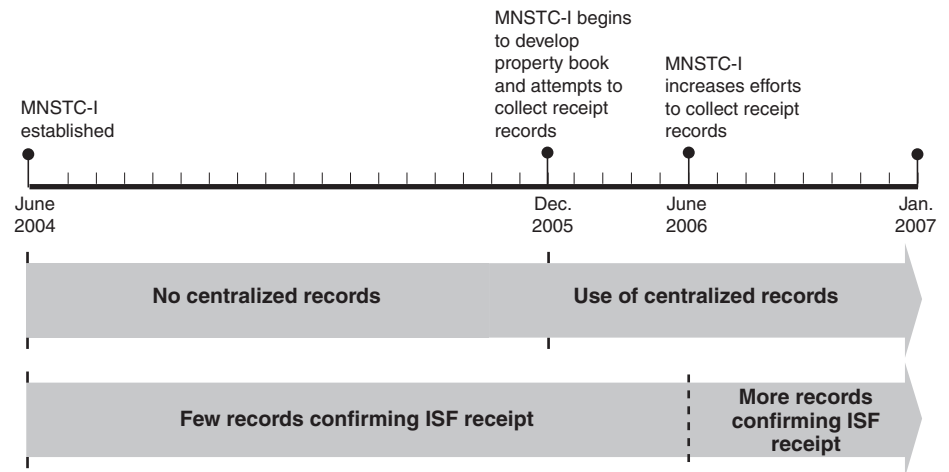 MNSTC-I
established
MNSTC-I begins
to develop
property book
and attempts to
collect receipt
records
MNSTC-I
increases efforts
to collect receipt
records
June
2004
Dec.
2005
June
2006
Jan.
2007
No centralized records
Use of centralized records
Few records confirming ISF receipt
More records
confirming ISF
receipt